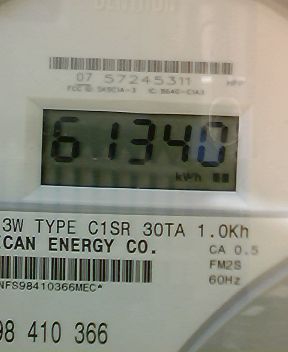 07 57245311
61340
kWh
3W TYPE C1SR 30TA 1.0Kh
ICAN ENERGY CO.
CA 0.5
FM2S
60Hz
NFS98410366MEC*
98 410 366